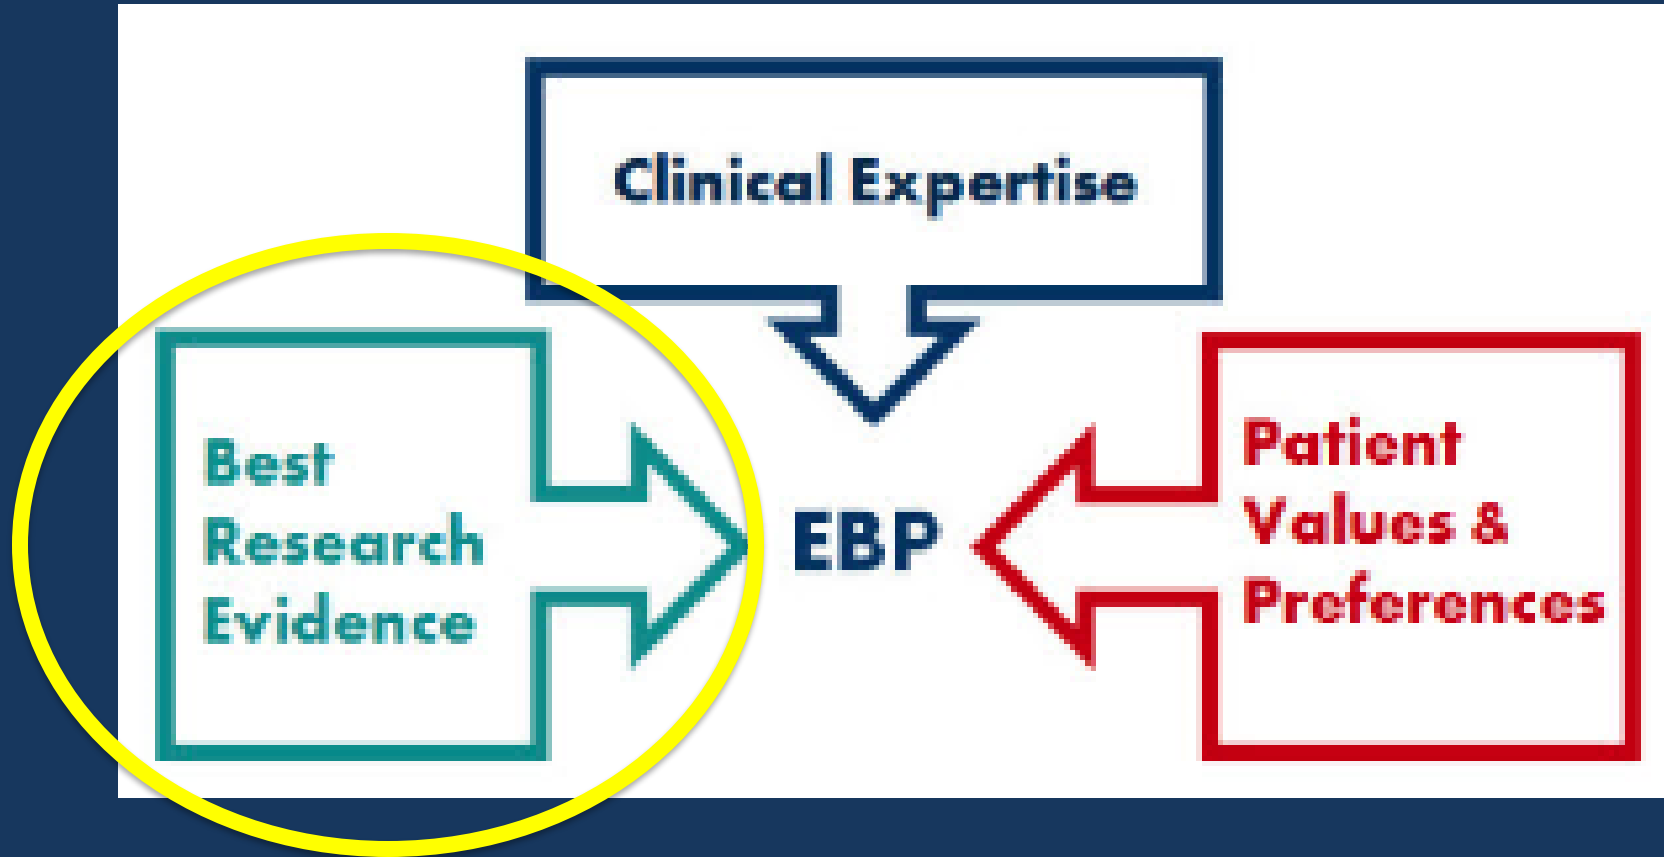 Clinical Expertise
Best
Research
Evidence
EBP
Patient
Values &
Preferences